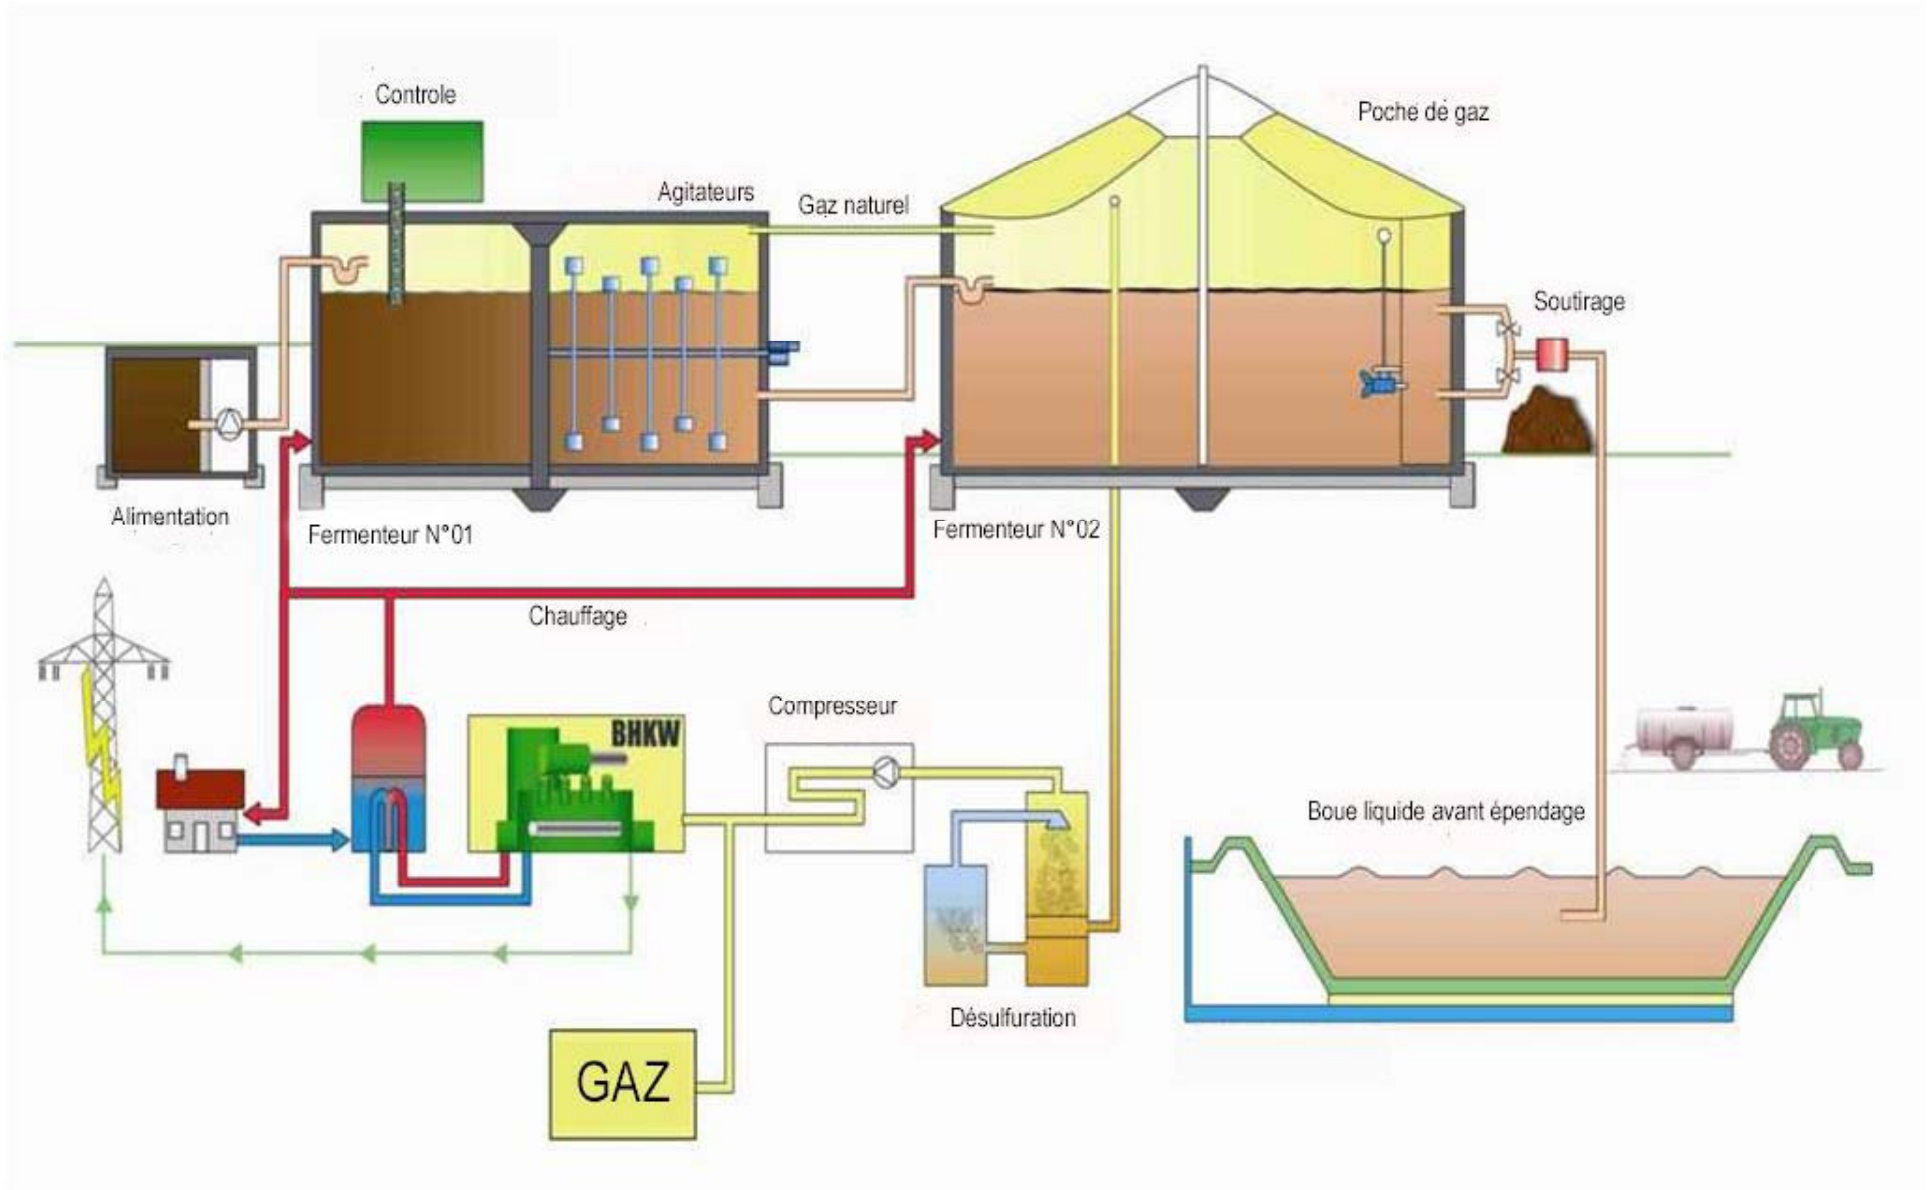 Controle
Poche de gaz
Agitateurs
Gaz naturel
Soutirage
Alimentation
Fermenteur N°01
Fermenteur N°02
Chauffage
Compresseur
BHKW
Boue liquide avant épendage
Désulfuration
GAZ